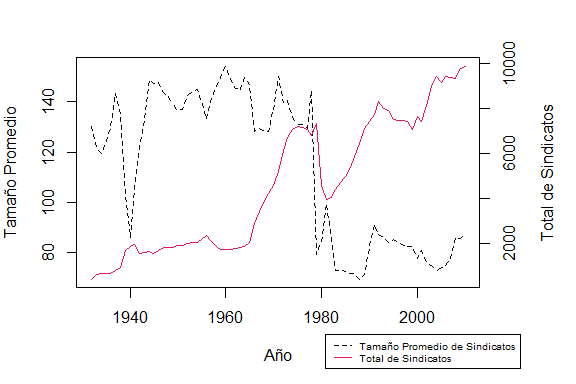 Tamaño Promedio
140
120
100
80
10000
6000
2000
Total de Sindicatos
1940
1960
1980
2000
Año
Tamaño Promedio de Sindicatos
Total de Sindicatos